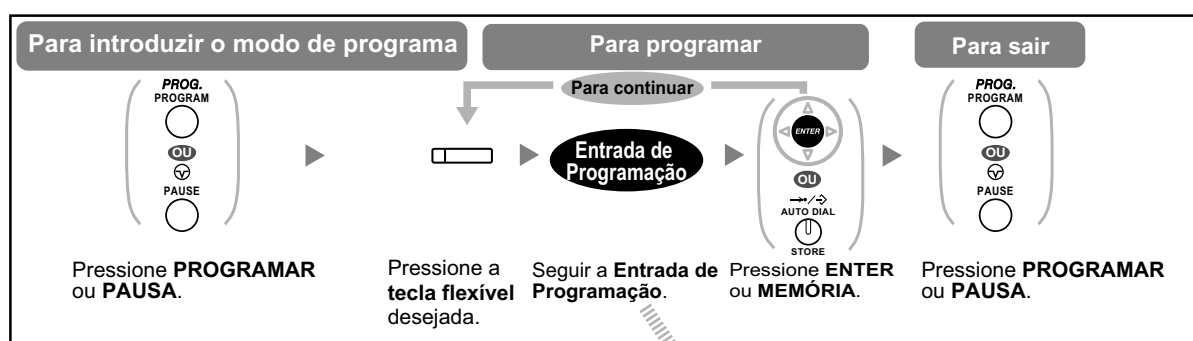 Para introduzir o modo de programa
Para programar
Para sair
Para continuar
PROG.
PROGRAM
OU
PAUSE
Entrada de
Programação
ENTER
OU
AUTO DIAL
STORE
PROG.
PROGRAM
OU
PAUSE
Pressione PROGRAMAR
ou PAUSA.
Pressione a
tecla flexível
desejada.
Seguir a Entrada de
Programação.
Pressione ENTER
ou MEMÓRIA.
Pressione PROGRAMAR
ou PAUSA.